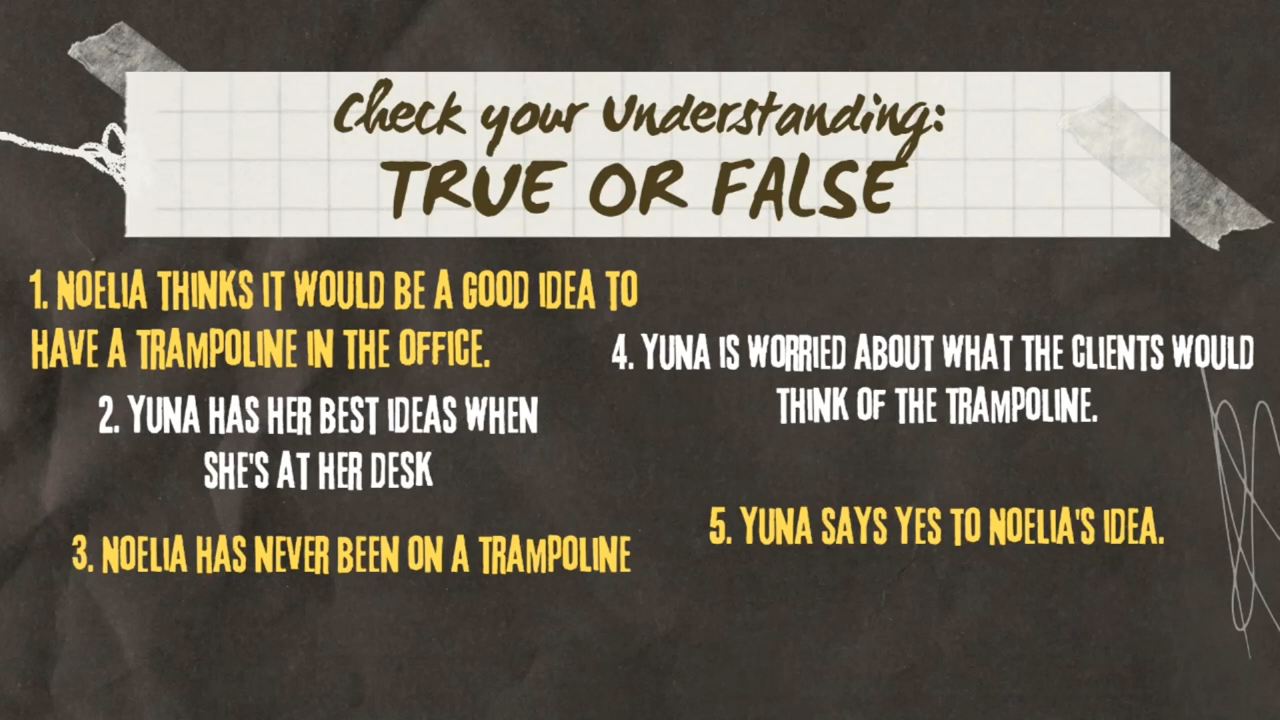 Check your Understanding:
TRUE OR FALSE
1. NOELIA THINKS IT WOULD BE A GOOD IDEA TO
HAVE A TRAMPOLINE IN THE OFFICE.
2. YUNA HAS HER BEST IDEAS WHEN
SHE'S AT HER DESK
3. NOELIA HAS NEVER BEEN ON A TRAMPOLINE
4. YUNA IS WORRIED ABOUT WHAT THE CLIENTS WOULD
THINK OF THE TRAMPOLINE.
5. YUNA SAYS YES TO NOELIA'S IDEA.